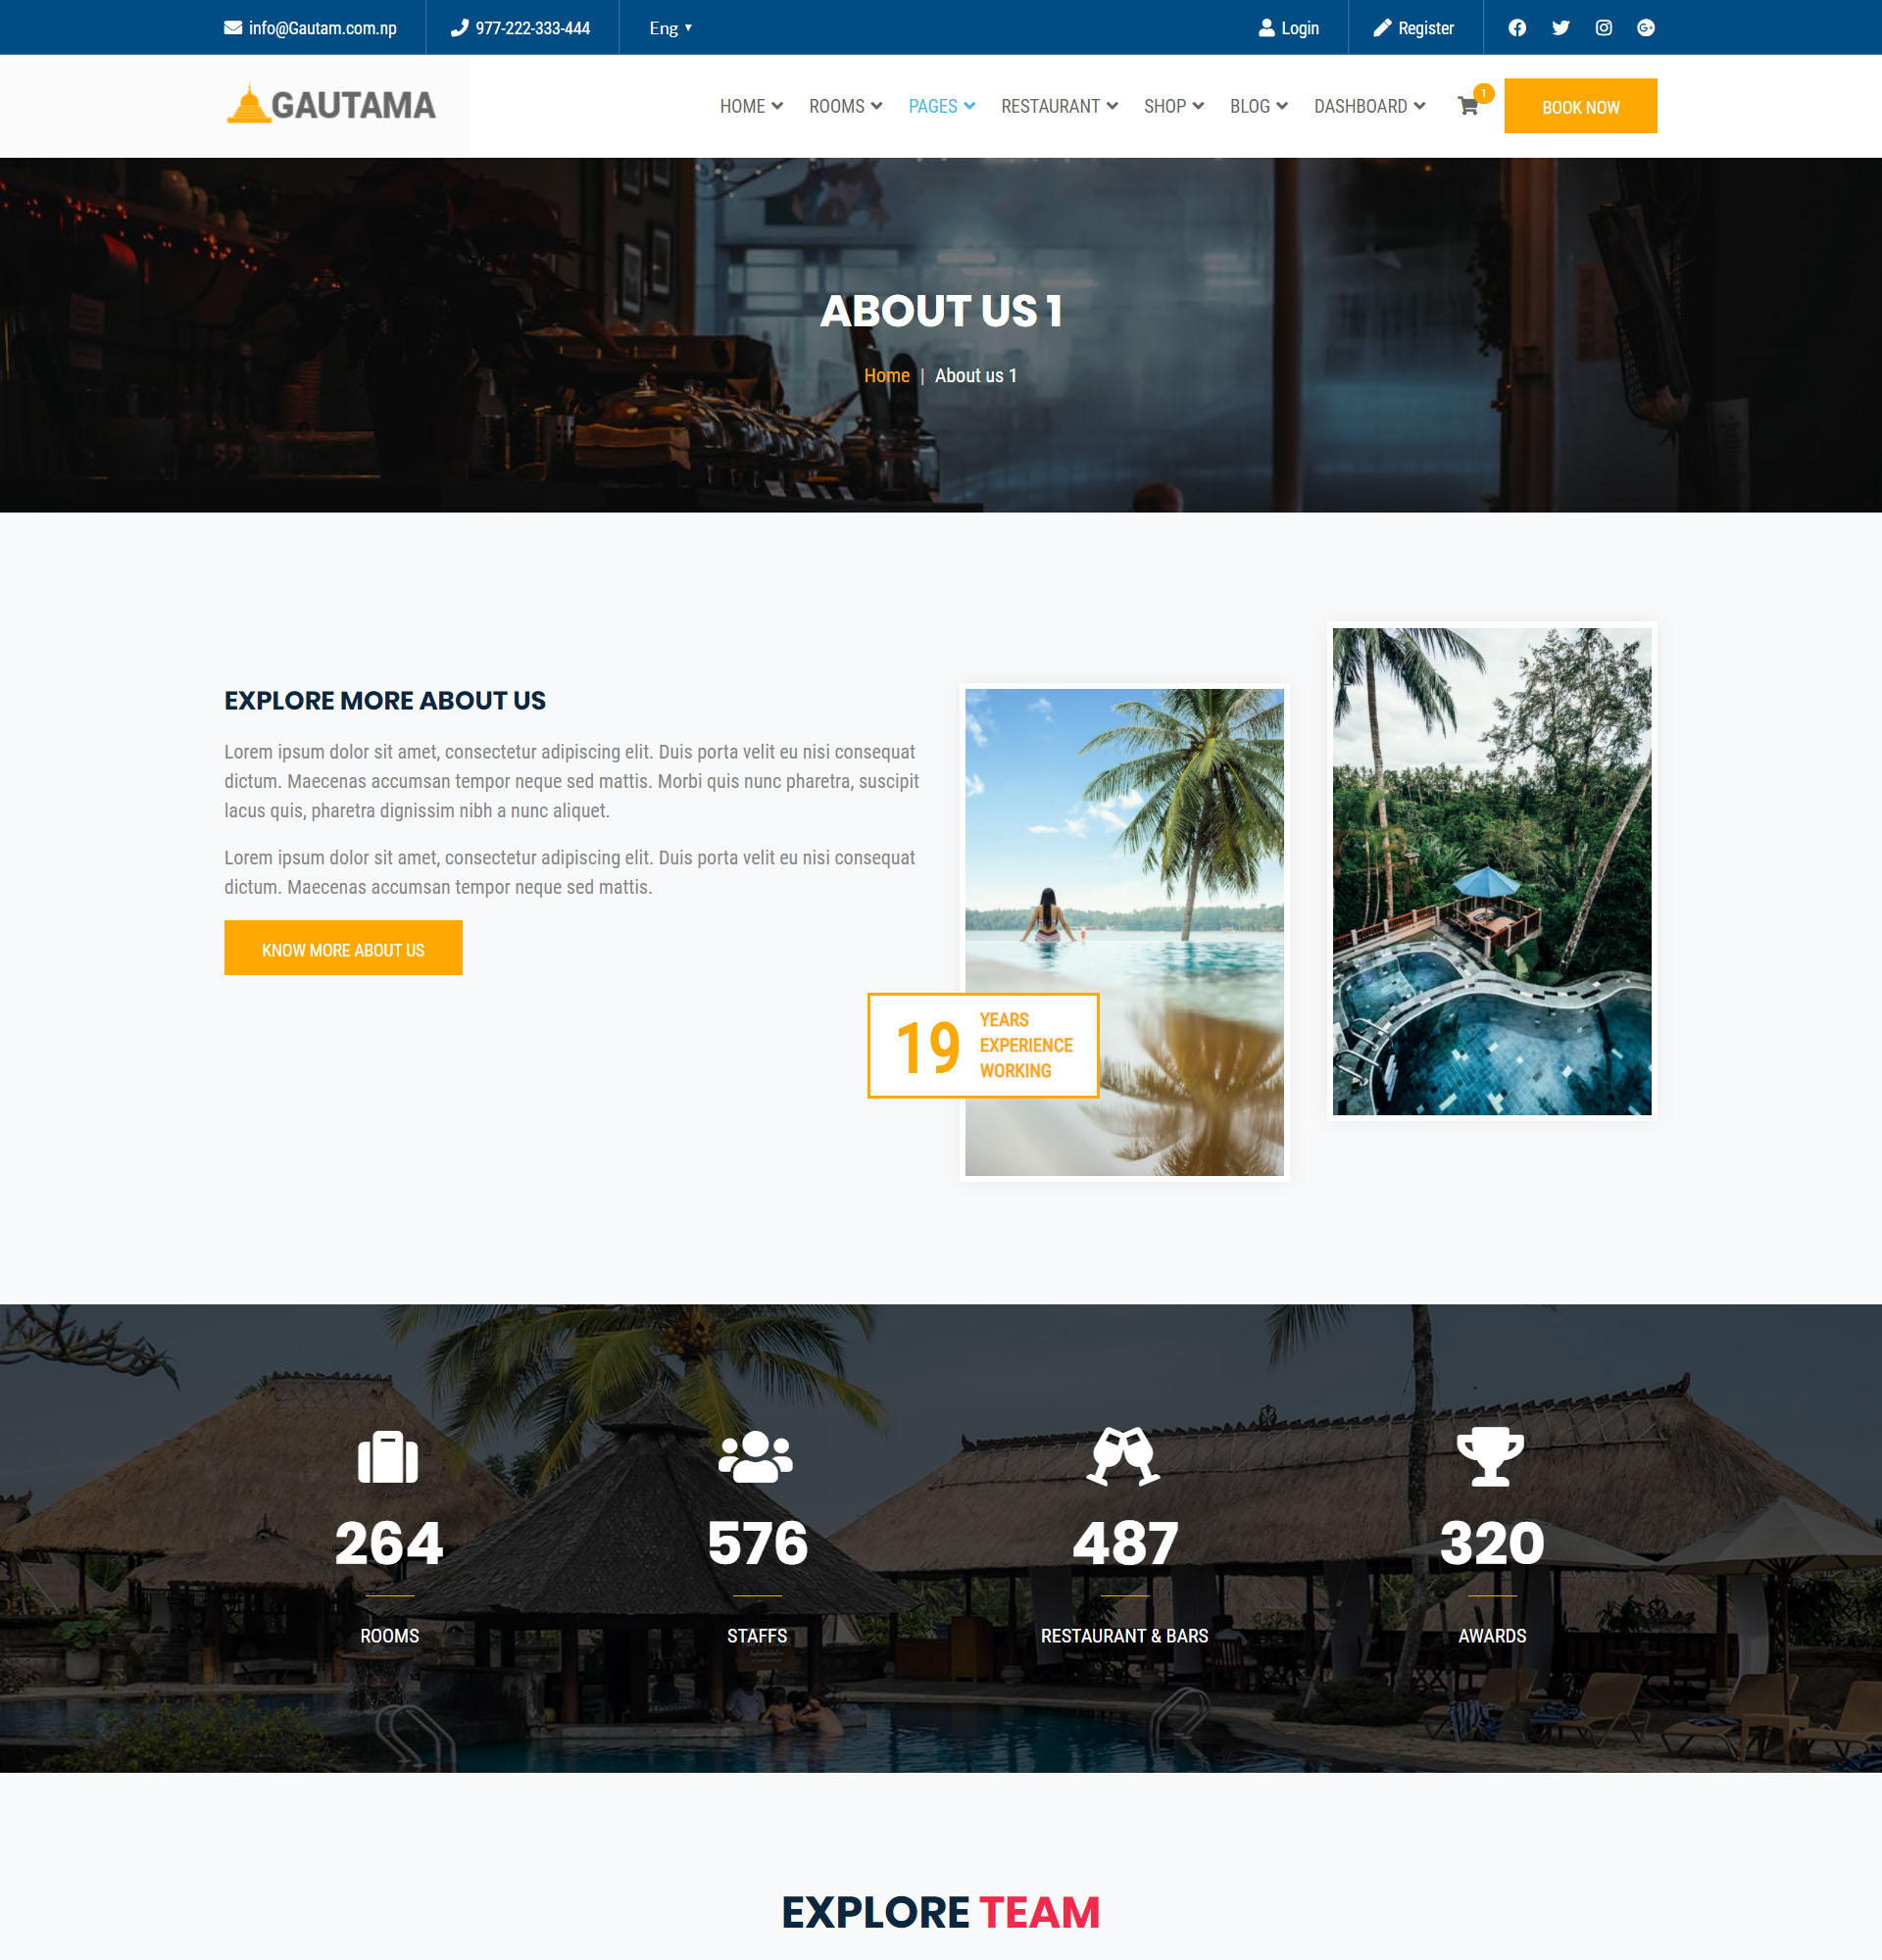 info@Gautam.com.np
977-222-333-444
Eng
Login
Register
GAUTAMA
HOME
ROOMS
PAGES
RESTAURANT
SHOP
BLOG
DASHBOARD
1
BOOK NOW
ABOUT US 1
Home | About us 1
EXPLORE MORE ABOUT US
Lorem ipsum dolor sit amet, consectetur adipiscing elit. Duis porta velit eu nisi consequat
dictum. Maecenas accumsan tempor neque sed mattis. Morbi quis nunc pharetra, suscipit
lacus quis, pharetra dignissim nibh a nunc aliquet.
Lorem ipsum dolor sit amet, consectetur adipiscing elit. Duis porta velit eu nisi consequat
dictum. Maecenas accumsan tempor neque sed mattis.
KNOW MORE ABOUT US
19
YEARS
EXPERIENCE
WORKING
264
ROOMS
576
STAFFS
487
RESTAURANT & BARS
320
AWARDS
EXPLORE TEAM